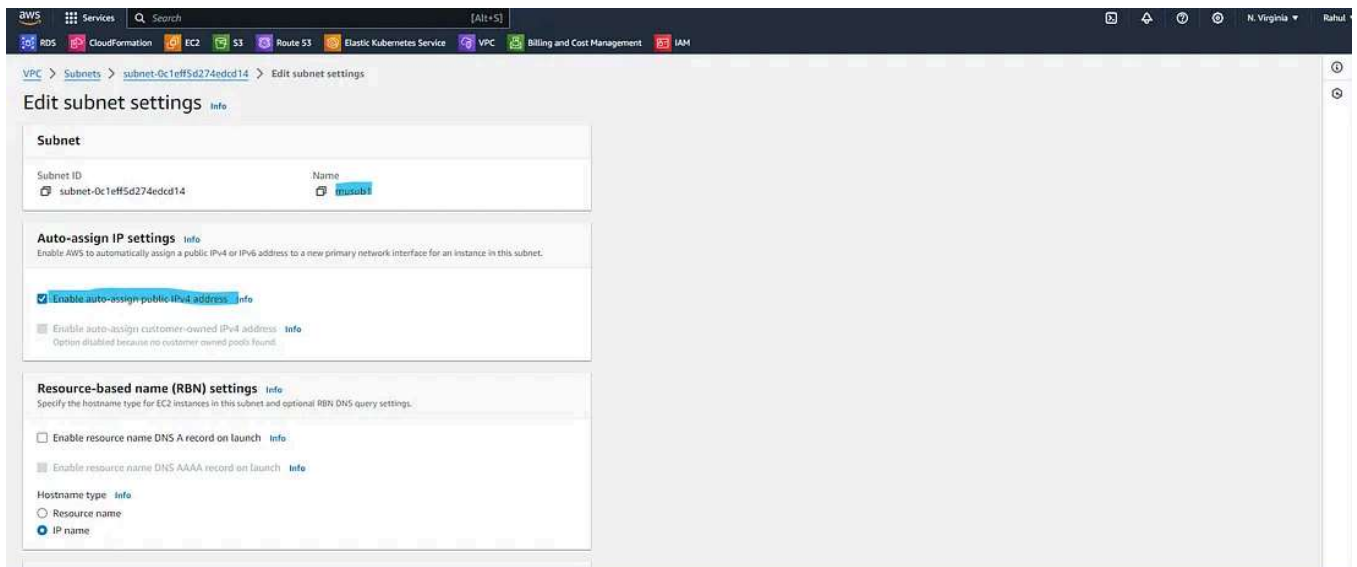 aws Services Search [Alt+S] N. Virginia Rahul
RDS CloudFormation EC2 S3 Route 53 Elastic Kubernetes Service VPC Billing and Cost Management IAM
VPC > Subnets > subnet-0c1eff5d274edcd14 > Edit subnet settings
Edit subnet settings Info
Subnet
Subnet ID Name
subnet-0c1eff5d274edcd14 musub1
Auto-assign IP settings Info
Enable AWS to automatically assign a public IPv4 or IPv6 address to a new primary network interface for an instance in this subnet.
Enable auto-assign public IPv4 address Info
Enable auto-assign customer-owned IPv4 address Info
Option disabled because no customer owned pools found.
Resource-based name (RBN) settings Info
Specify the hostname type for EC2 instances in this subnet and optional RBN DNS query settings.
Enable resource name DNS A record on launch Info
Enable resource name DNS AAAA record on launch Info
Hostname type Info
Resource name
IP name